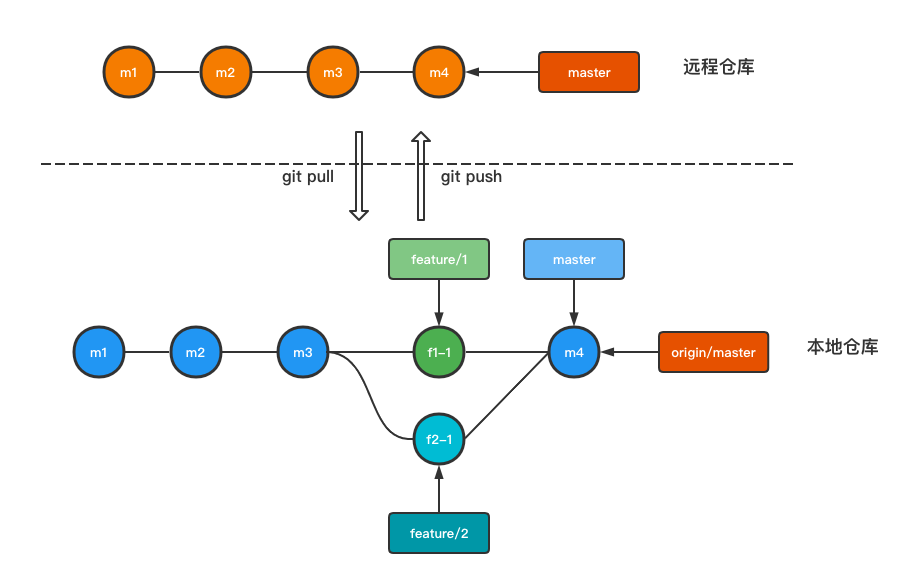 m1
m2
m3
m4
master
远程仓库
git pull
git push
feature/1
master
m1
m2
m3
f1-1
m4
origin/master
本地仓库
f2-1
feature/2